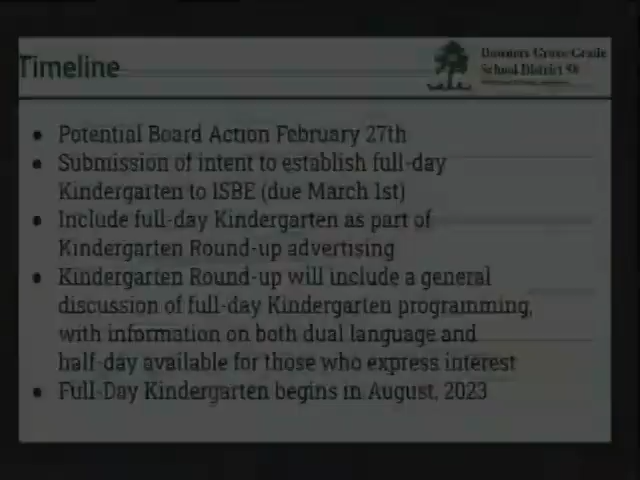 Timeline
Downers Grove Grade
School District 58
• Potential Board Action February 27th
• Submission of intent to establish full-day
Kindergarten to ISBE (due March 1st)
• Include full-day Kindergarten as part of
Kindergarten Round-up advertising
• Kindergarten Round-up will include a general
discussion of full-day Kindergarten programming,
with information on both dual language and
half-day available for those who express interest
• Full-Day Kindergarten begins in August, 2023